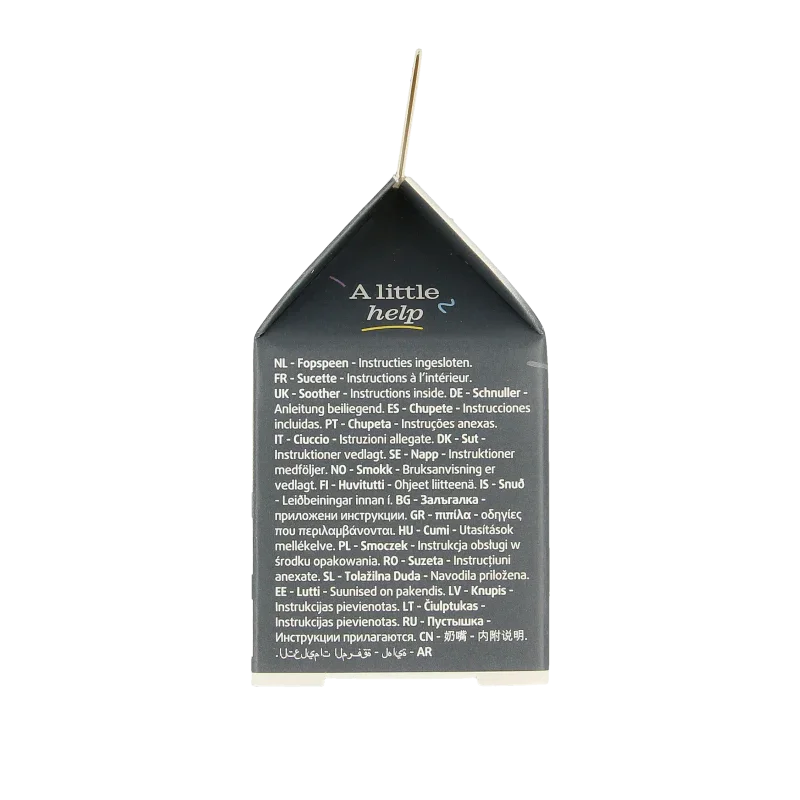 A little
help
NL - Fopspeen - Instructies ingesloten.
FR - Sucette - Instructions à l'intérieur.
UK - Soother - Instructions inside. DE - Schnuller -
Anleitung beiliegend. ES - Chupete - Instrucciones
incluidas. PT - Chupeta - Instruções anexas.
IT - Ciuccio - Istruzioni allegate. DK - Sut -
Instruktioner vedlagt. SE - Napp - Instruktioner
medföljer. NO - Smokk - Bruksanvisning er
vedlagt. FI - Huvitutti - Ohjeet liitteenä. IS - Snuð
- Leiðbeiningar innan í. BG - Залъгалка -
приложени инструкции. GR - πιπίλα - οδηγίες
που περιλαμβάνονται. HU - Cumi - Utasítások
mellékelve. PL - Smoczek - Instrukcja obsługi w
środku opakowania. RO - Suzeta - Instrucțiuni
anexate. SL - Tolažilna Duda - Navodila priložena.
EE - Lutti - Suunised on pakendis. LV - Knupis -
Instrukcijas pievienotas. LT - Čiulptukas -
Instrukcijas pievienotas. RU - Пустышка -
Инструкции прилагаются. CN - 奶嘴 - 内附说明.
AR - لهاية - التعليمات المرفقة.